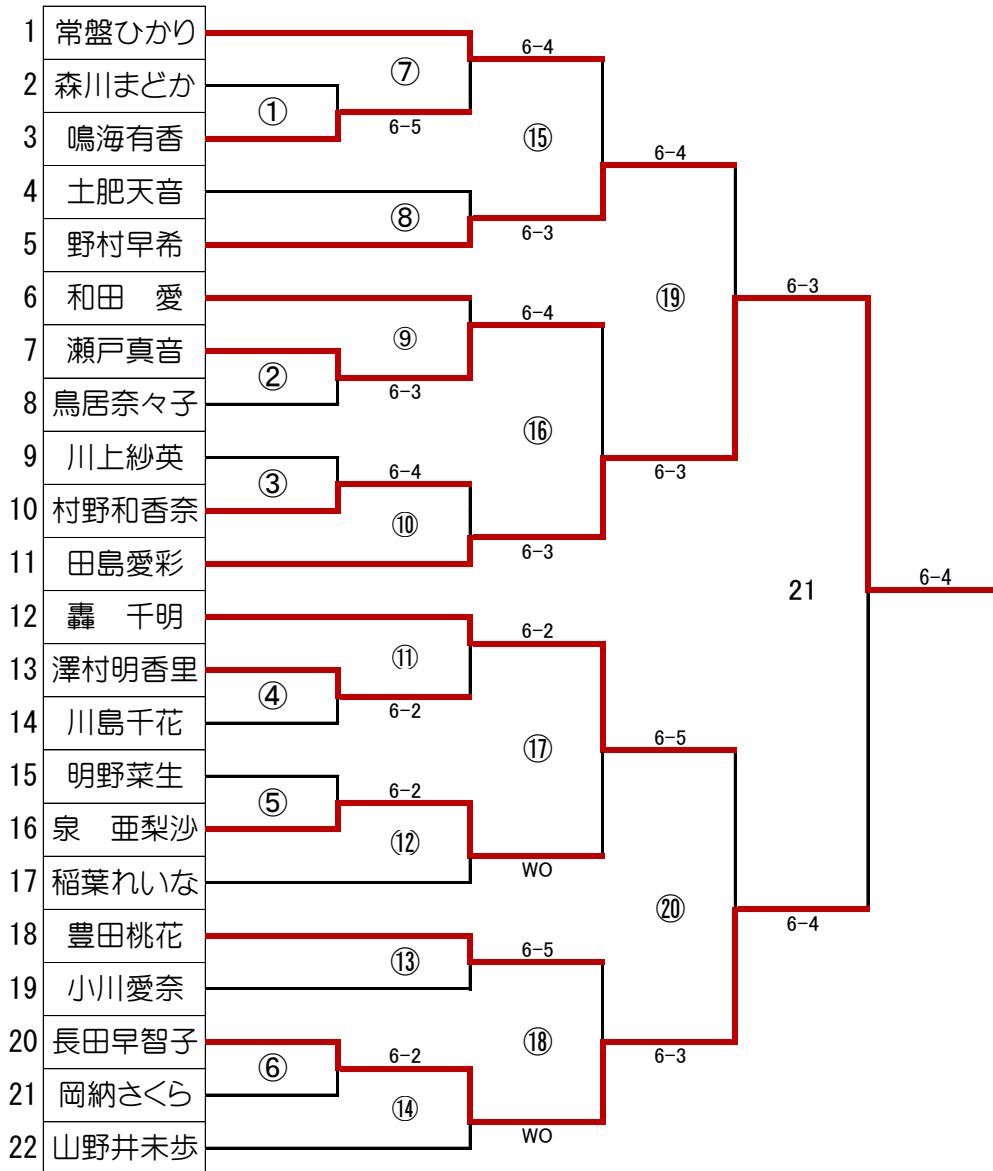 1 常盤ひかり
6-4
⑦
2 森川まどか
①
6-5
⑮
3 鳴海有香
6-4
4 土肥天音
⑧
6-3
5 野村早希
⑲
6-3
6 和田　愛
6-4
⑨
7 瀬戸真音
②
6-3
8 鳥居奈々子
⑯
9 川上紗英
6-4
6-3
③
10 村野和香奈
⑩
6-3
11 田島愛彩
21
6-4
12 轟　千明
6-2
⑪
13 澤村明香里
④
6-2
14 川島千花
⑰
6-5
15 明野菜生
6-2
⑤
16 泉　亜梨沙
⑫
WO
17 稲葉れいな
⑳
6-4
18 豊田桃花
6-5
⑬
19 小川愛奈
20 長田早智子
⑱
6-2
6-3
⑥
21 岡納さくら
⑭
WO
22 山野井未歩